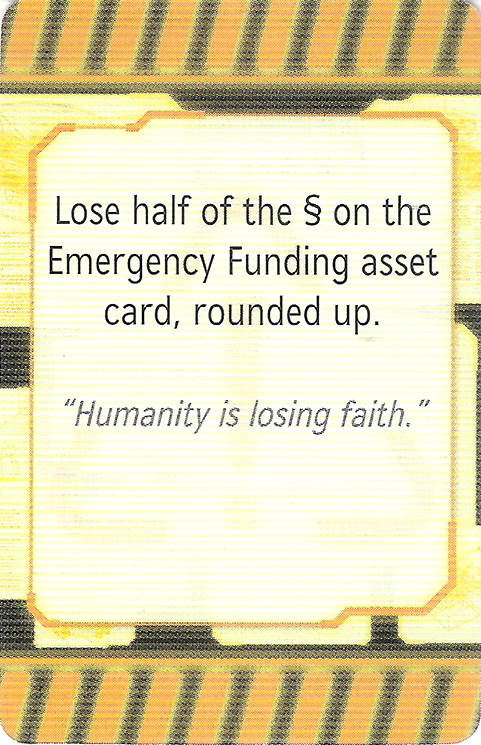 Lose half of the § on the
Emergency Funding asset
card, rounded up.
“Humanity is losing faith.”